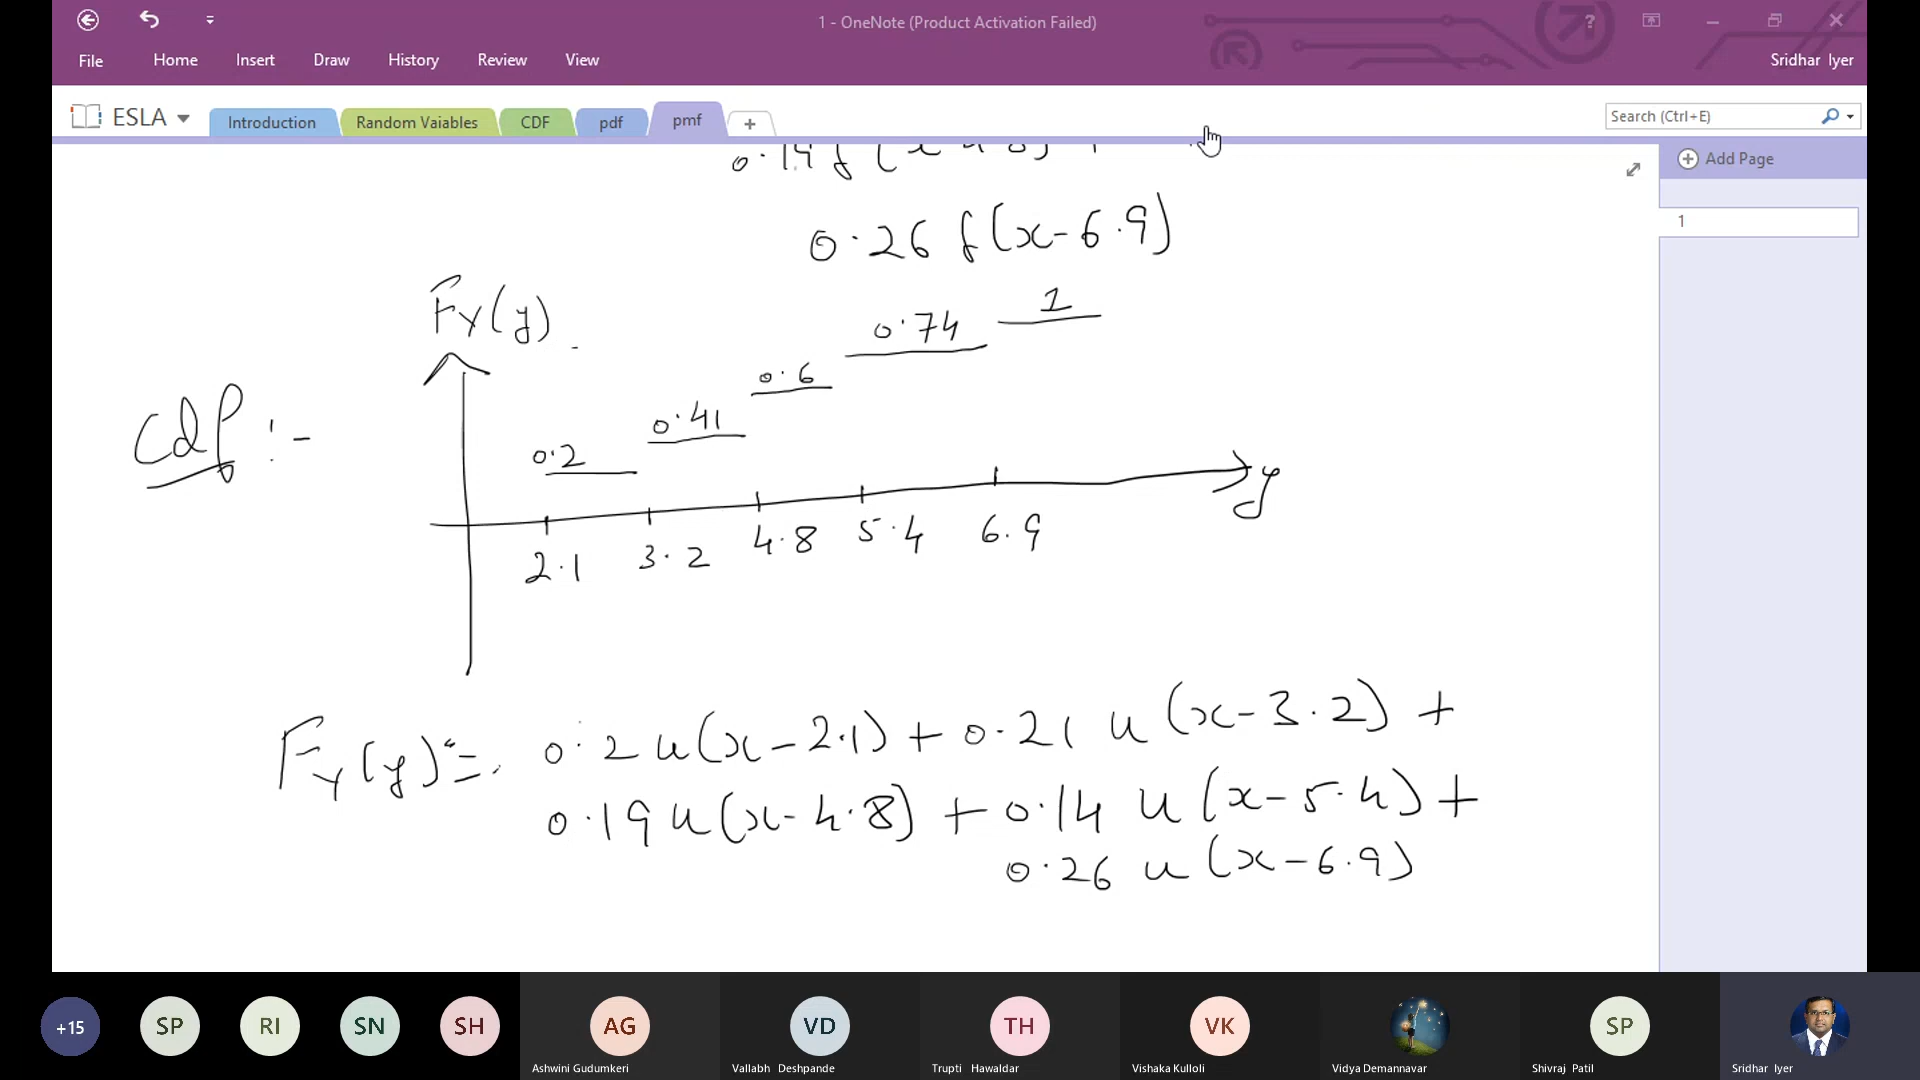 1 - OneNote (Product Activation Failed)
?
File Home Insert Draw History Review View
Sridhar Iyer
ESLA
Introduction
Random Vaiables
CDF
pdf
pmf
+
Search (Ctrl+E)
Add Page
1
0.26 f(x-6.9)
FY(y)
Cdf :-
0.2
0.41
0.6
0.74
1
y
2.1 3.2 4.8 5.4 6.9
FY(y) = 0.2 u(x-2.1) + 0.21 u(x-3.2) +
0.19 u(x-4.8) + 0.14 u(x-5.4) +
0.26 u(x-6.9)
+15
SP
RI
SN
SH
AG
Ashwini Gudumkeri
VD
Vallabh Deshpande
TH
Trupti Hawaldar
VK
Vishaka Kulloli
Vidya Demannavar
SP
Shivraj Patil
Sridhar Iyer